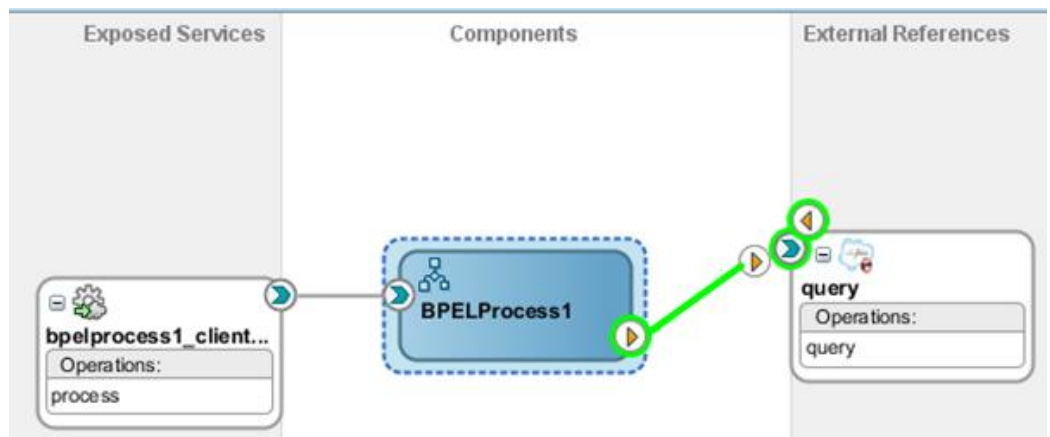 Exposed Services
Components
External References
bpelprocess1_client...
Operations:
process
BPELProcess1
query
Operations:
query